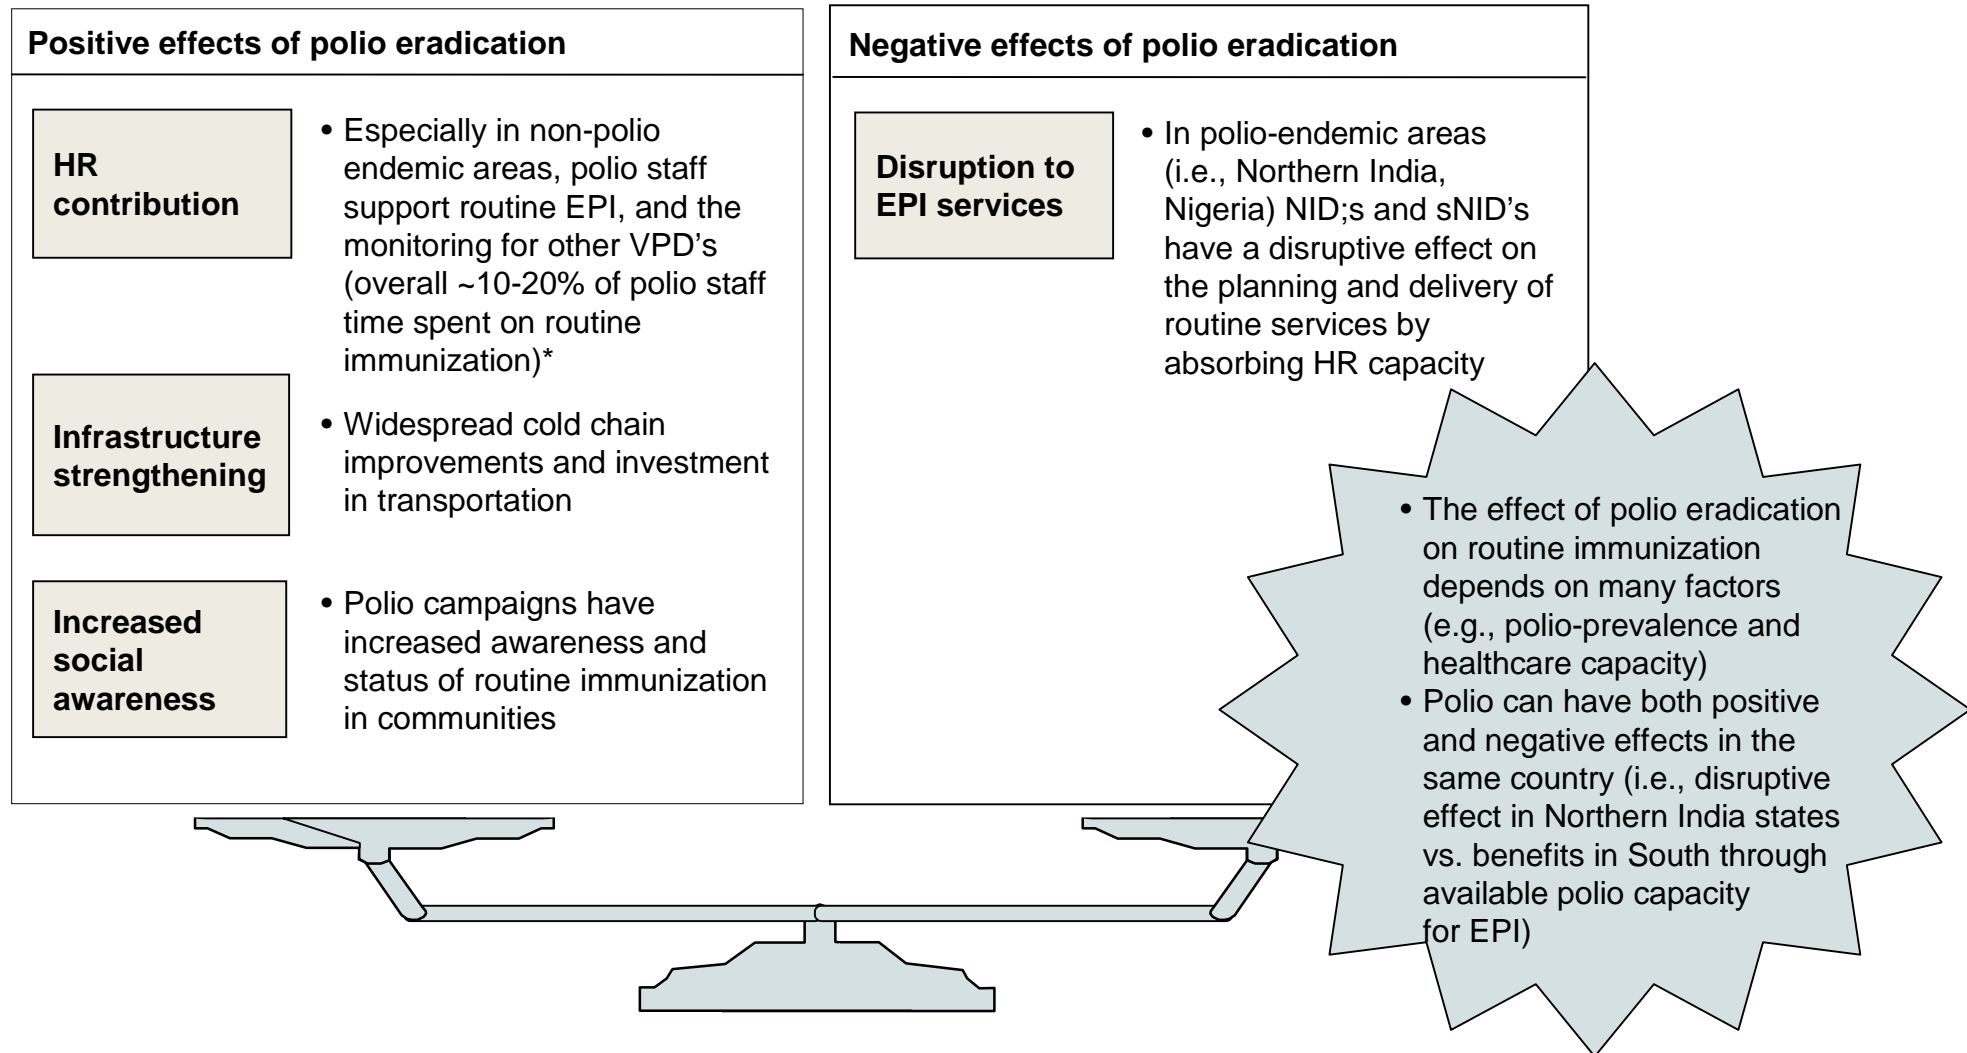 Positive effects of polio eradication
HR
contribution
• Especially in non-polio
endemic areas, polio staff
support routine EPI, and the
monitoring for other VPD's
(overall ~10-20% of polio staff
time spent on routine
immunization)*
Infrastructure
strengthening
• Widespread cold chain
improvements and investment
in transportation
Increased
social
awareness
• Polio campaigns have
increased awareness and
status of routine immunization
in communities
Negative effects of polio eradication
Disruption to
EPI services
• In polio-endemic areas
(i.e., Northern India,
Nigeria) NID;s and sNID's
have a disruptive effect on
the planning and delivery of
routine services by
absorbing HR capacity
• The effect of polio eradication
on routine immunization
depends on many factors
(e.g., polio-prevalence and
healthcare capacity)
• Polio can have both positive
and negative effects in the
same country (i.e., disruptive
effect in Northern India states
vs. benefits in South through
available polio capacity
for EPI)